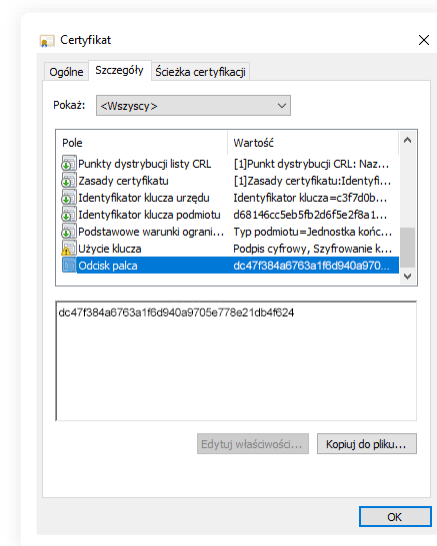 Certyfikat
Ogólne Szczegóły Ścieżka certyfikacji
Pokaż: <Wszyscy>
Pole Wartość
Punkty dystrybucji listy CRL [1]Punkt dystrybucji CRL: Naz...
Zasady certyfikatu [1]Zasady certyfikatu:Identyfi...
Identyfikator klucza urzędu Identyfikator klucza=c3f7d0b...
Identyfikator klucza podmiotu d68146cc5eb5fb2d6f5e2f8a1...
Podstawowe warunki ograni... Typ podmiotu=Jednostka końc...
Użycie klucza Podpis cyfrowy, Szyfrowanie k...
Odcisk palca dc47f384a6763a1f6d940a970...
dc47f384a6763a1f6d940a9705e778e21db4f624
Edytuj właściwości... Kopiuj do pliku...
OK